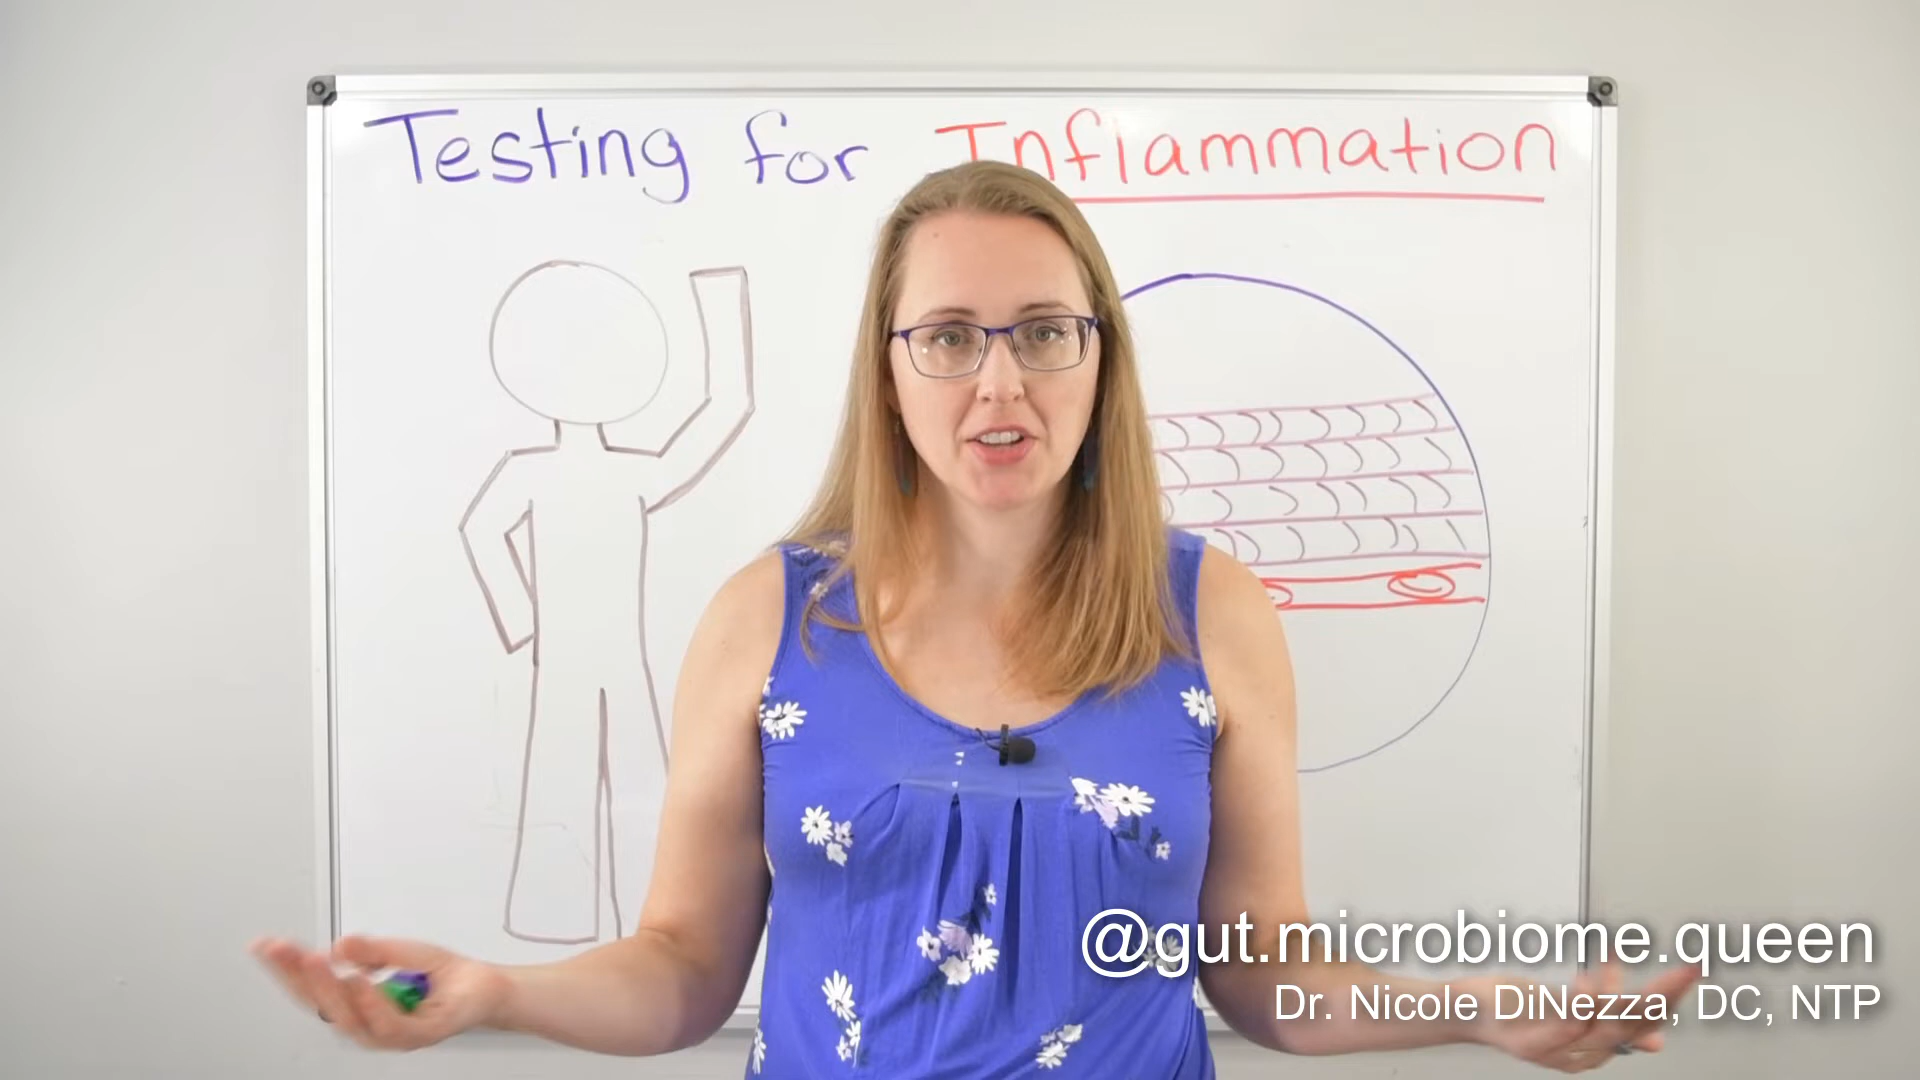 Testing for Inflammation
@gut.microbiome.queen
Dr. Nicole DiNezza, DC, NTP